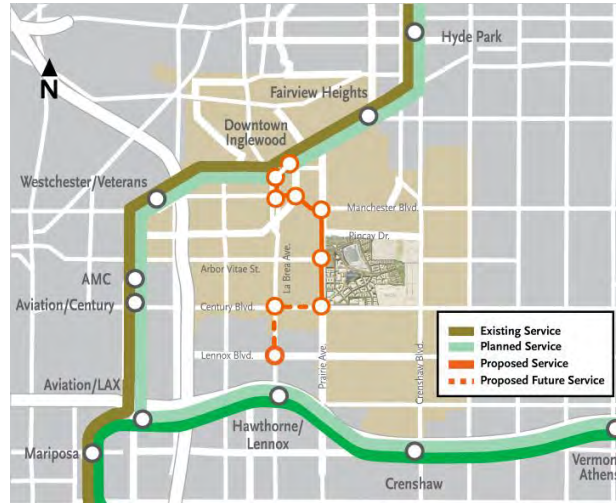 Hyde Park
N
Fairview Heights
Downtown
Inglewood
Westchester/Veterans
Manchester Blvd.
Pincay Dr.
AMC
Arbor Vitae St.
La Brea Ave.
Aviation/Century
Century Blvd.
Existing Service
Planned Service
Proposed Service
Proposed Future Service
Prairie Ave.
Crenshaw Blvd.
Lennox Blvd.
Aviation/LAX
Hawthorne/
Lennox
Mariposa
Crenshaw
Vermon
Athens